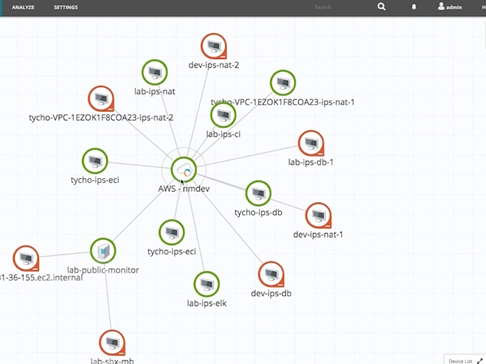 ANALYZE SETTINGS Search admin
dev-ips-nat-2
lab-ips-nat
tycho-VPC-1EZOK1F8COA23-ips-nat-1
tycho-VPC-1EZOK1F8COA23-ips-nat-2
lab-ips-ci
lab-ips-db-1
tycho-ips-eci
AWS - nmdev
tycho-ips-db
dev-ips-nat-1
tycho-ips-eci
lab-public-monitor
31-36-155.ec2.internal
lab-ips-elk
dev-ips-db
lab-sbx-mb
Device List